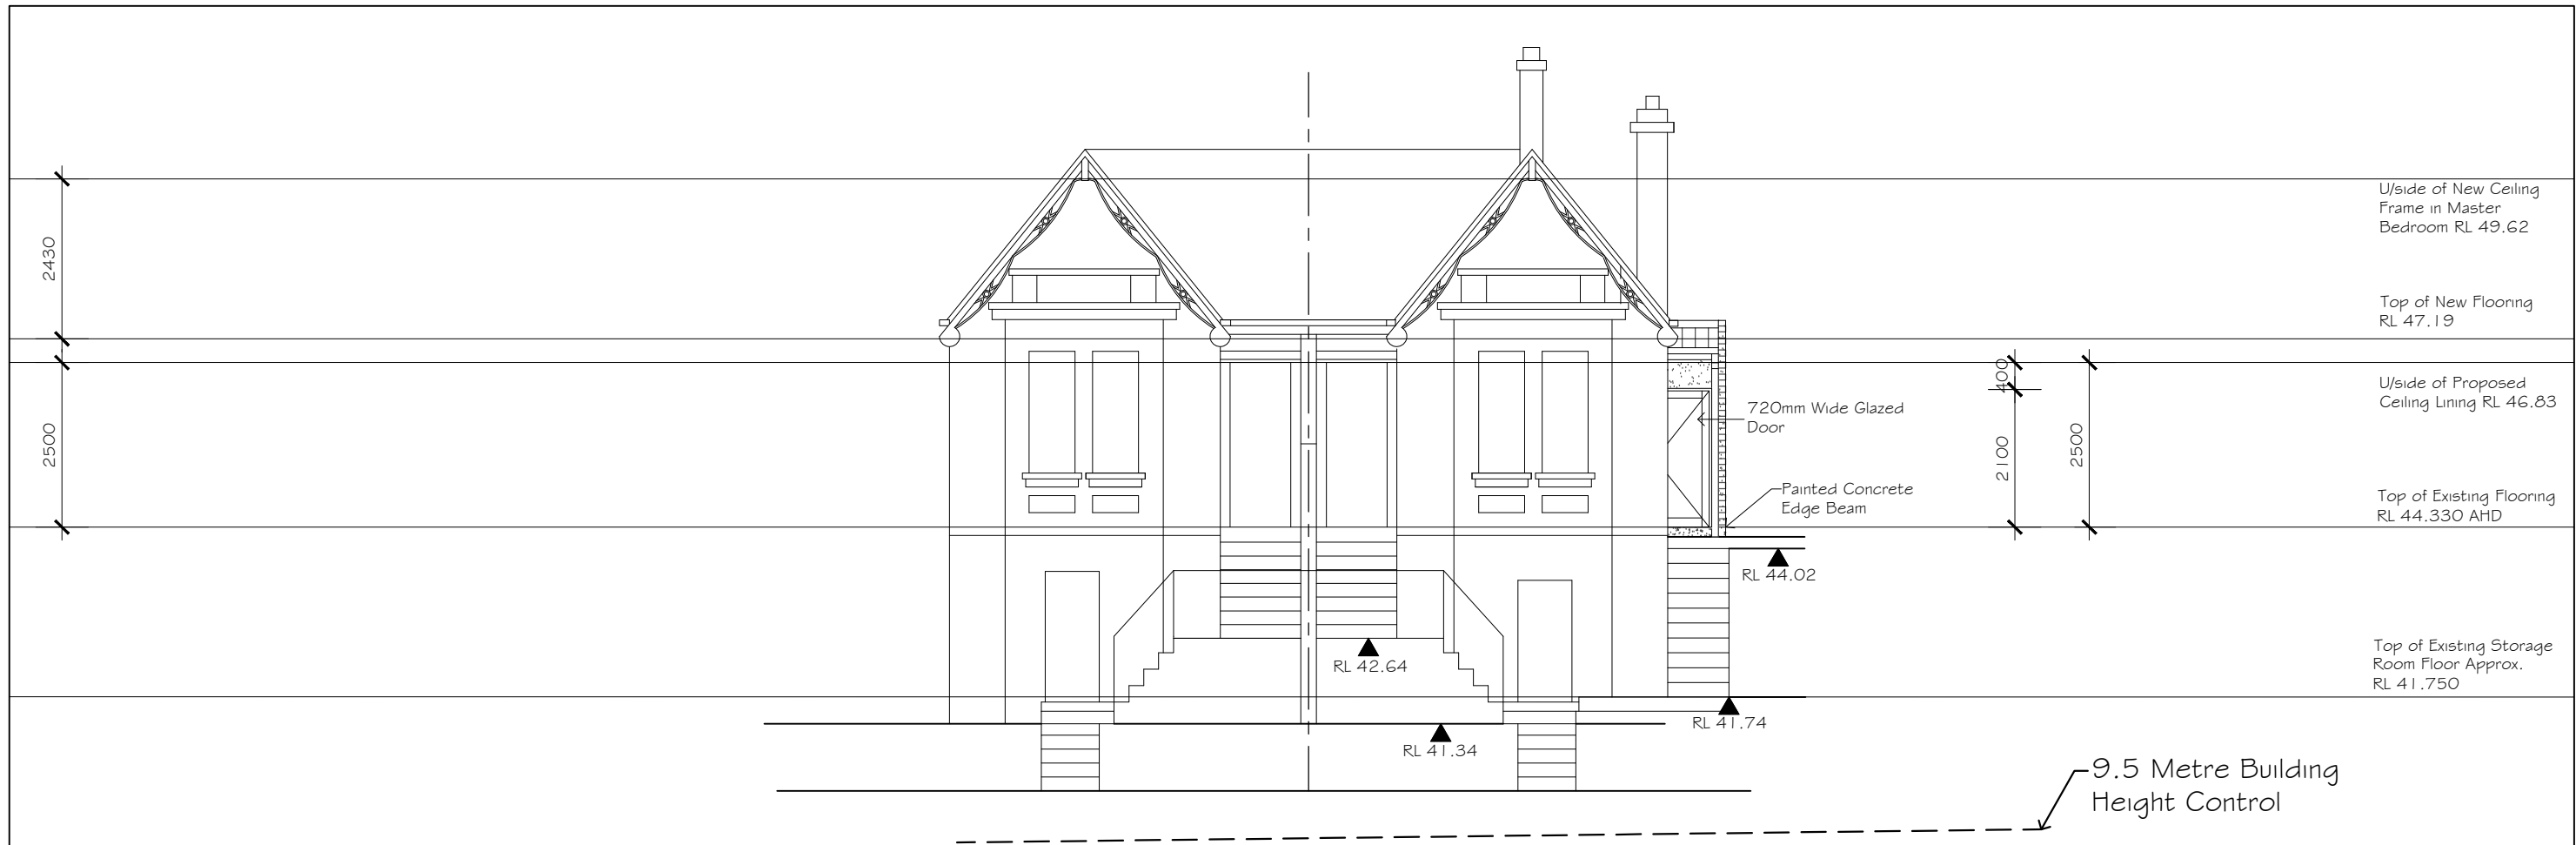 U/side of New Ceiling
Frame in Master
Bedroom RL 49.62
2430
Top of New Flooring
RL 47.19
400
U/side of Proposed
Ceiling Lining RL 46.83
720mm Wide Glazed
Door
2500
2100
2500
Painted Concrete
Edge Beam
Top of Existing Flooring
RL 44.330 AHD
RL 44.02
RL 42.64
Top of Existing Storage
Room Floor Approx.
RL 41.750
RL 41.74
RL 41.34
9.5 Metre Building
Height Control